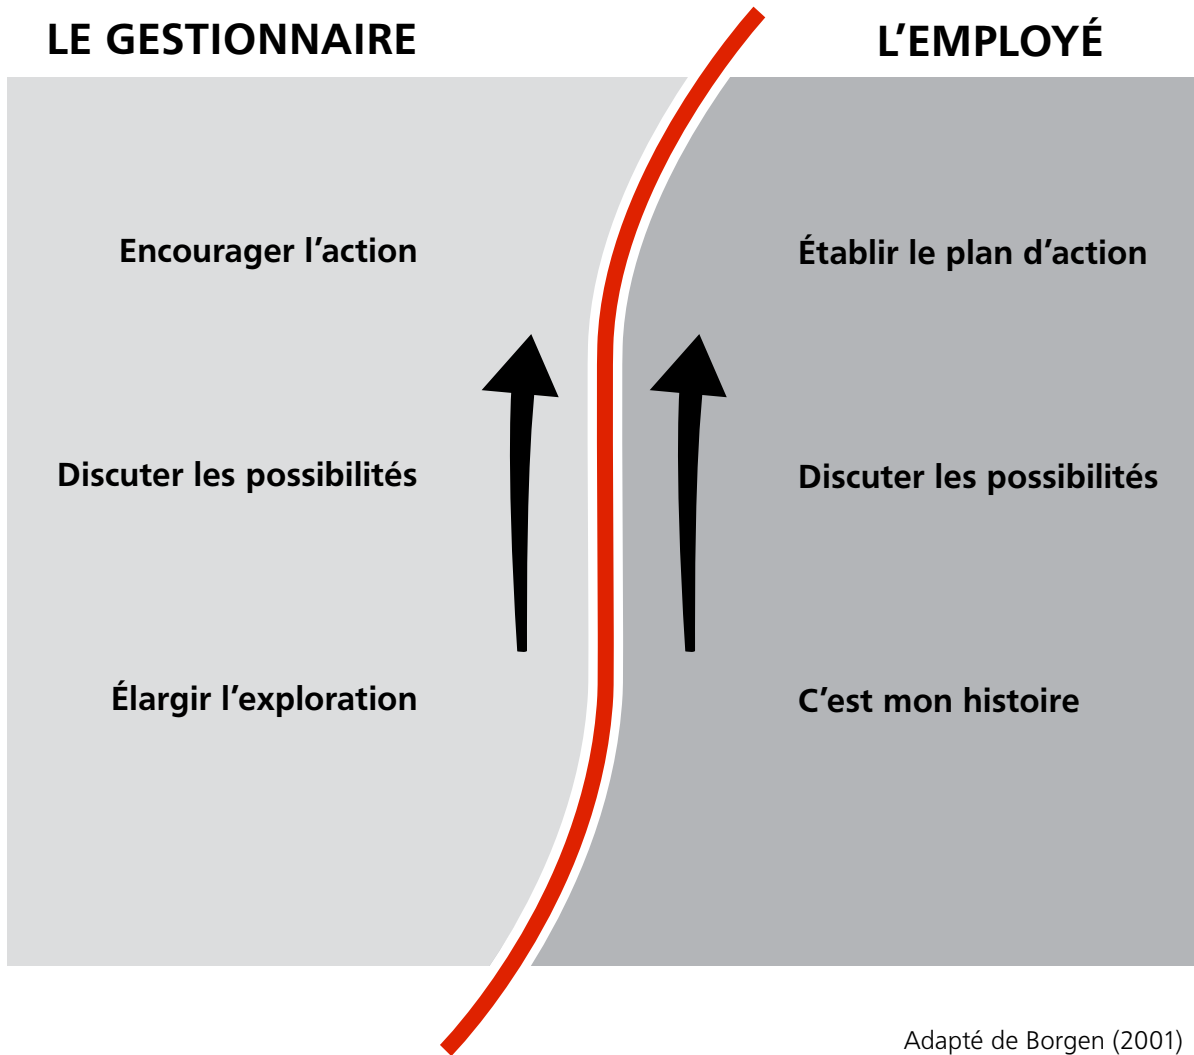 LE GESTIONNAIRE
L’EMPLOYÉ
Encourager l’action
Établir le plan d’action
Discuter les possibilités
Discuter les possibilités
Élargir l’exploration
C’est mon histoire
Adapté de Borgen (2001)